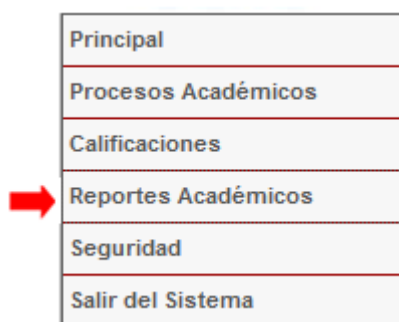 Principal
Procesos Académicos
Calificaciones
Reportes Académicos
Seguridad
Salir del Sistema